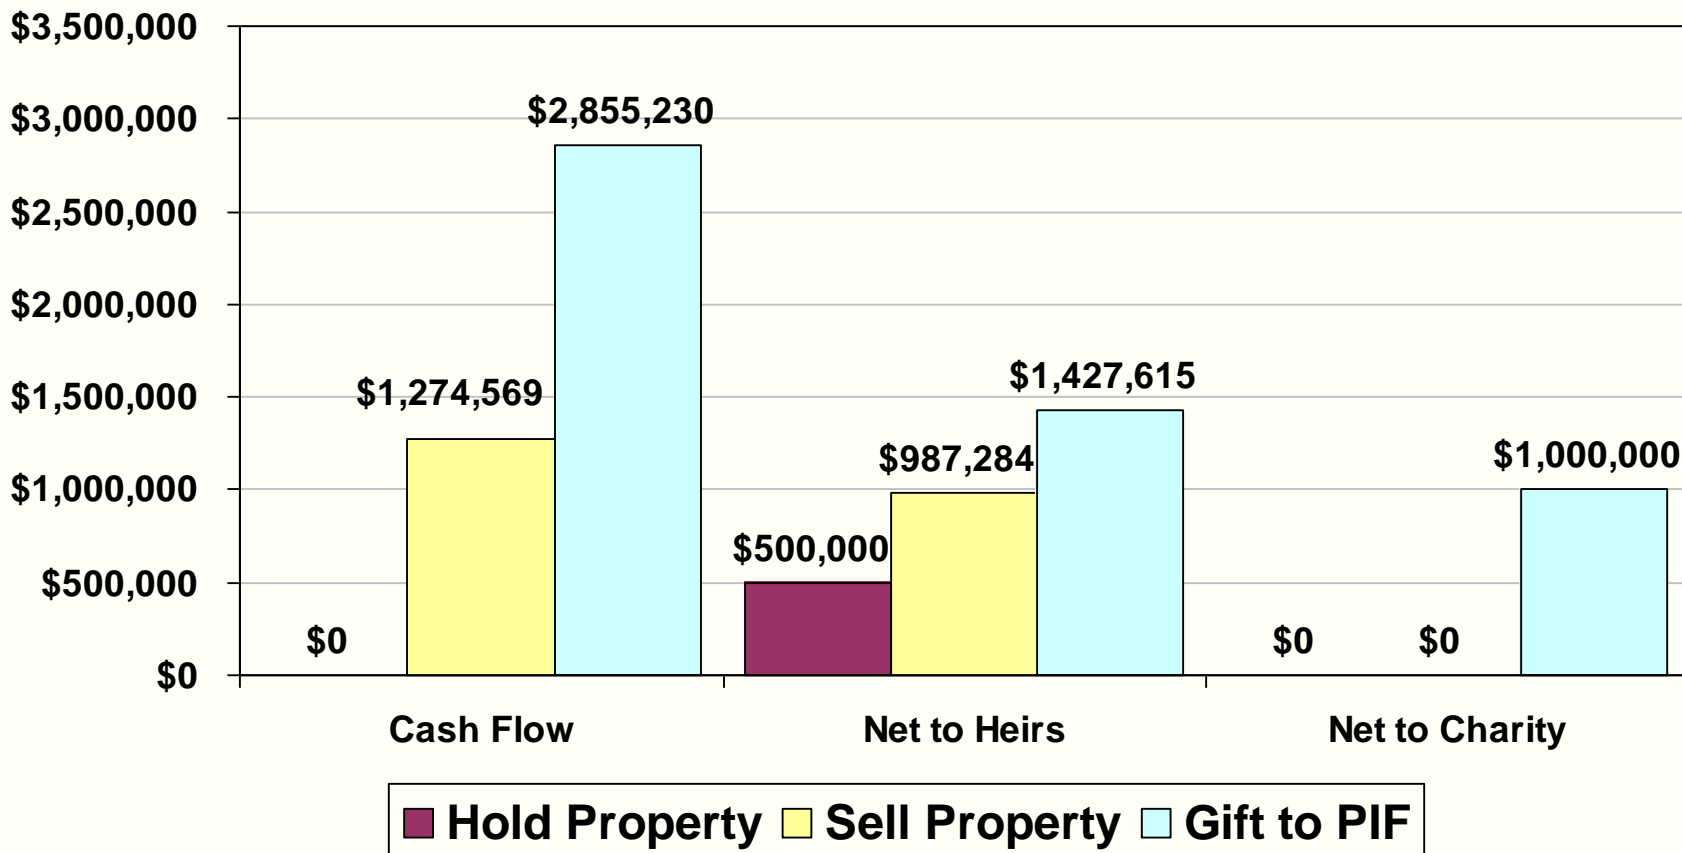 $3,500,000
$3,000,000
$2,855,230
$2,500,000
$2,000,000
$1,500,000
$1,274,569
$1,427,615
$1,000,000
$987,284
$1,000,000
$500,000
$500,000
$0
$0
$0
$0
Cash Flow
Net to Heirs
Net to Charity
Hold Property
Sell Property
Gift to PIF